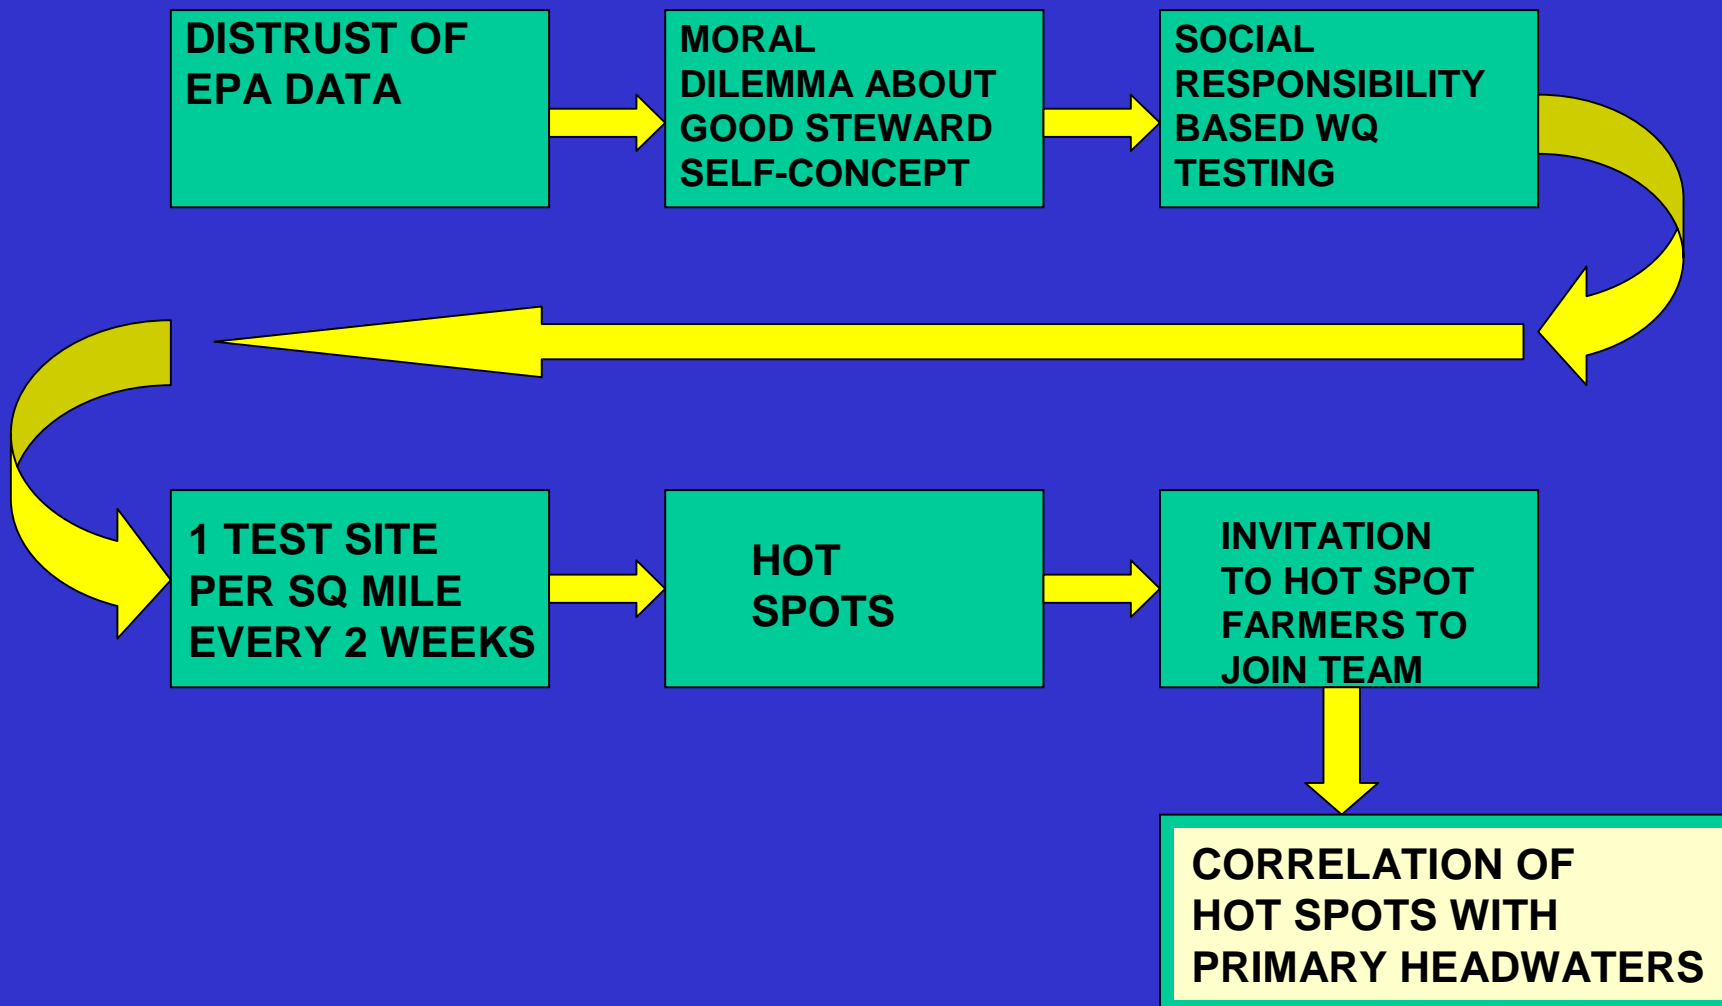 DISTRUST OF
EPA DATA
MORAL
DILEMMA ABOUT
GOOD STEWARD
SELF-CONCEPT
SOCIAL
RESPONSIBILITY
BASED WQ
TESTING
1 TEST SITE
PER SQ MILE
EVERY 2 WEEKS
HOT
SPOTS
INVITATION
TO HOT SPOT
FARMERS TO
JOIN TEAM
CORRELATION OF
HOT SPOTS WITH
PRIMARY HEADWATERS